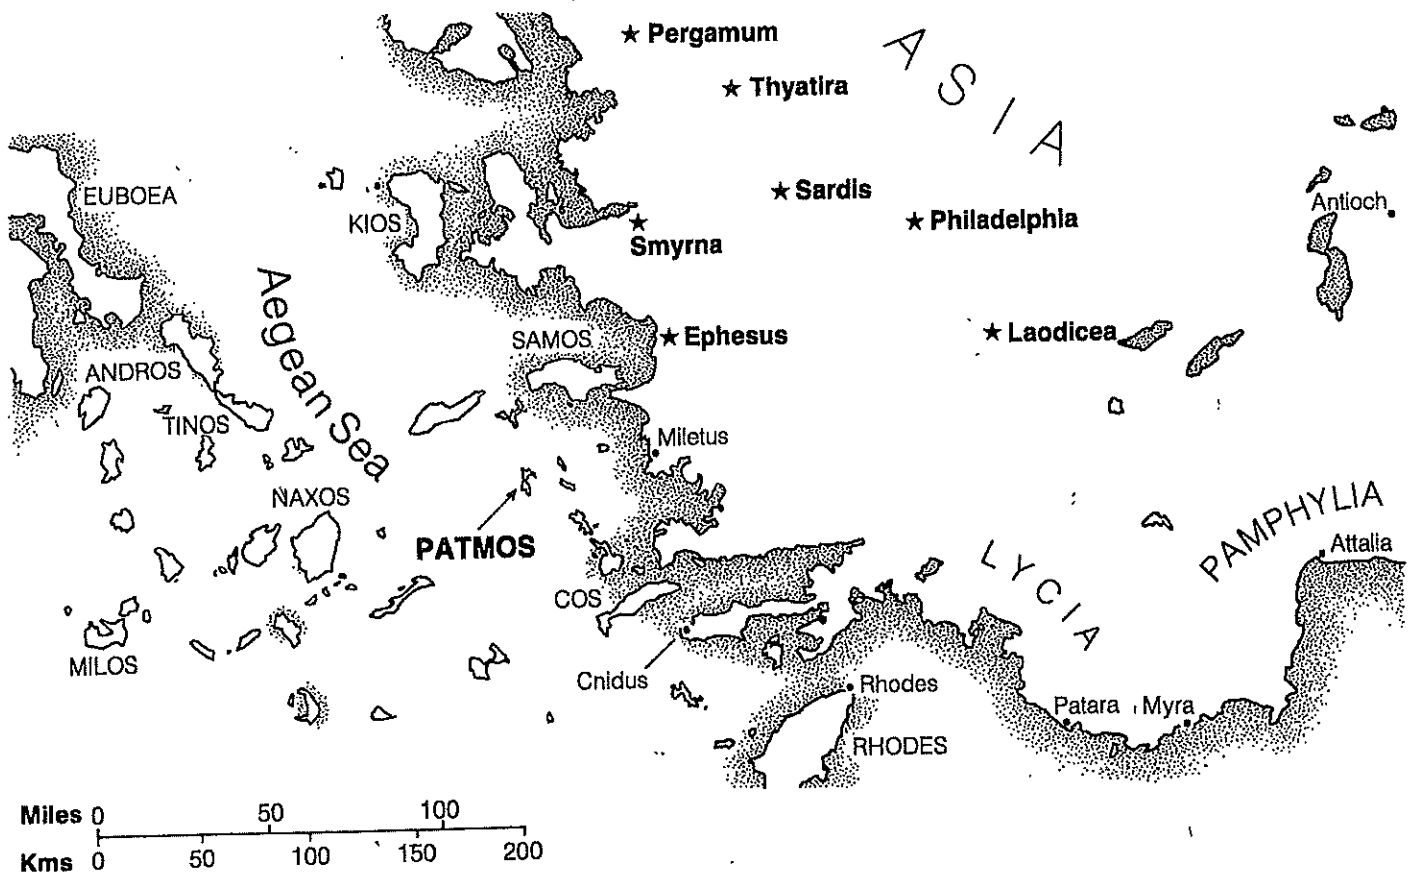 ★ Pergamum
ASIA
★ Thyatira
EUBOEA
KIOS
★ Sardis
★ Philadelphia
Antioch
★ Smyrna
Aegean Sea
SAMOS
★ Ephesus
★ Laodicea
ANDROS
TINOS
Miletus
NAXOS
PATMOS
PAMPHYLIA
LYCIA
Attalia
COS
MILOS
Cnidus
Rhodes
Patara
Myra
RHODES
Miles 0 50 100
Kms 0 50 100 150 200